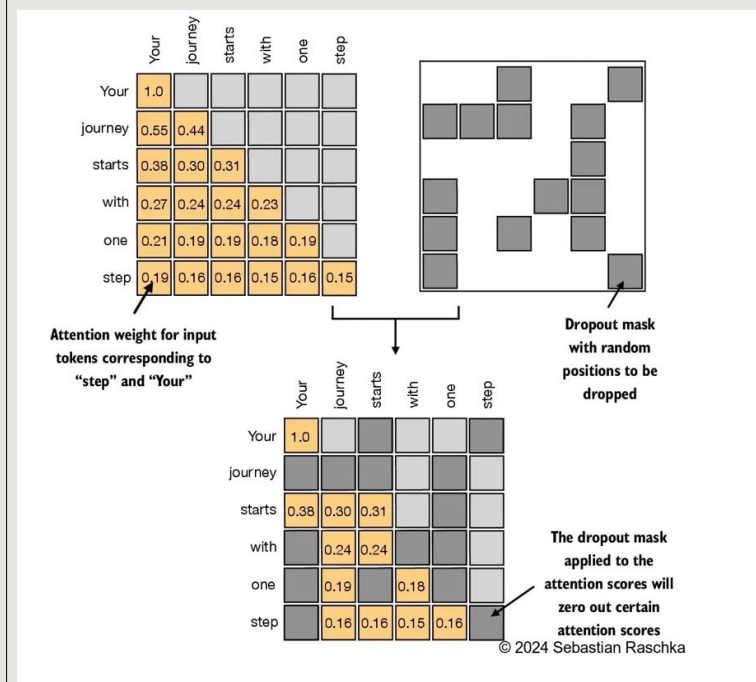 Your journey starts with one step
Your 1.0
journey 0.55 0.44
starts 0.38 0.30 0.31
with 0.27 0.24 0.24 0.23
one 0.21 0.19 0.19 0.18 0.19
step 0.19 0.16 0.16 0.15 0.16 0.15
Attention weight for input
tokens corresponding to
“step” and “Your”
Dropout mask
with random
positions to be
dropped
Your journey starts with one step
Your 1.0
journey
starts 0.38 0.30 0.31
with 0.24 0.24
one 0.19 0.18
step 0.16 0.16 0.15 0.16
The dropout mask
applied to the
attention scores will
zero out certain
attention scores
© 2024 Sebastian Raschka